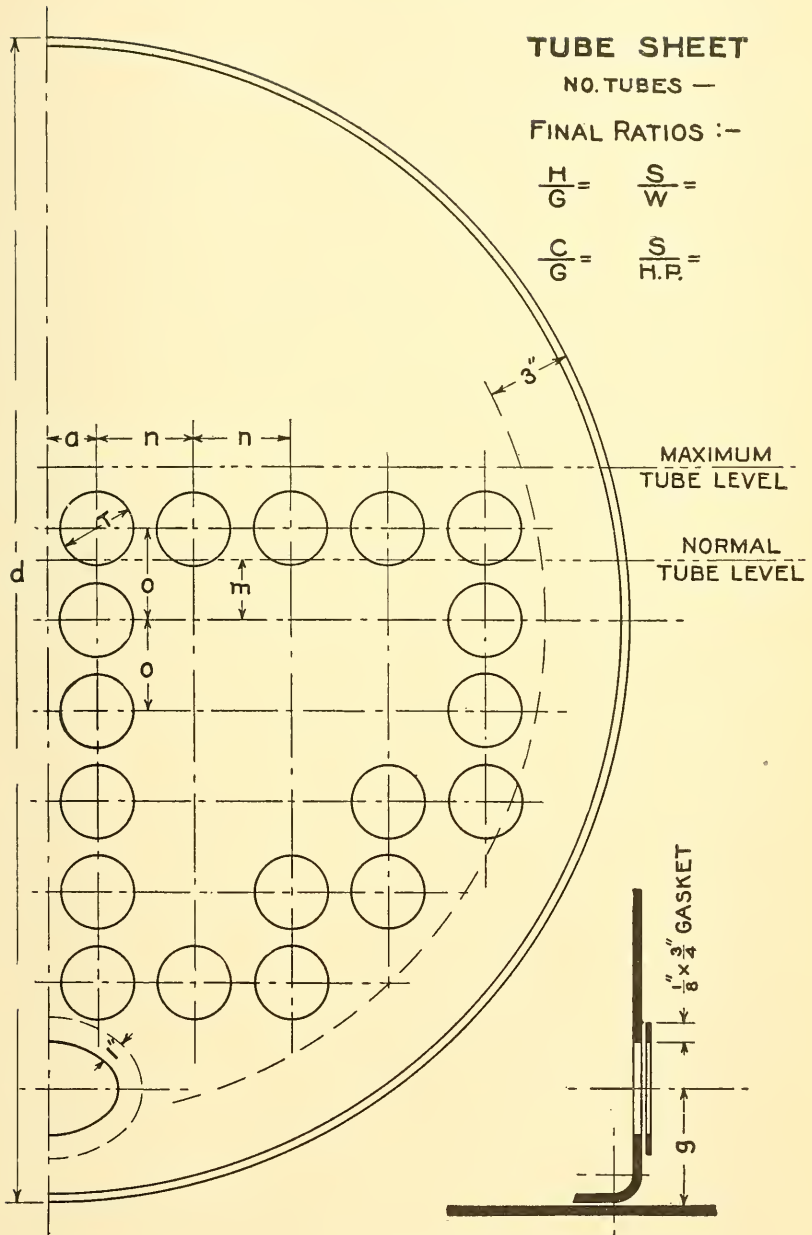 TUBE SHEET
NO. TUBES —
FINAL RATIOS :-
H/G = S/W =
C/G = S/H.P. =
3"
a n n
MAXIMUM
TUBE LEVEL
T
NORMAL
TUBE LEVEL
d
o
m
o
1/8" x 3/4" GASKET
1"
g